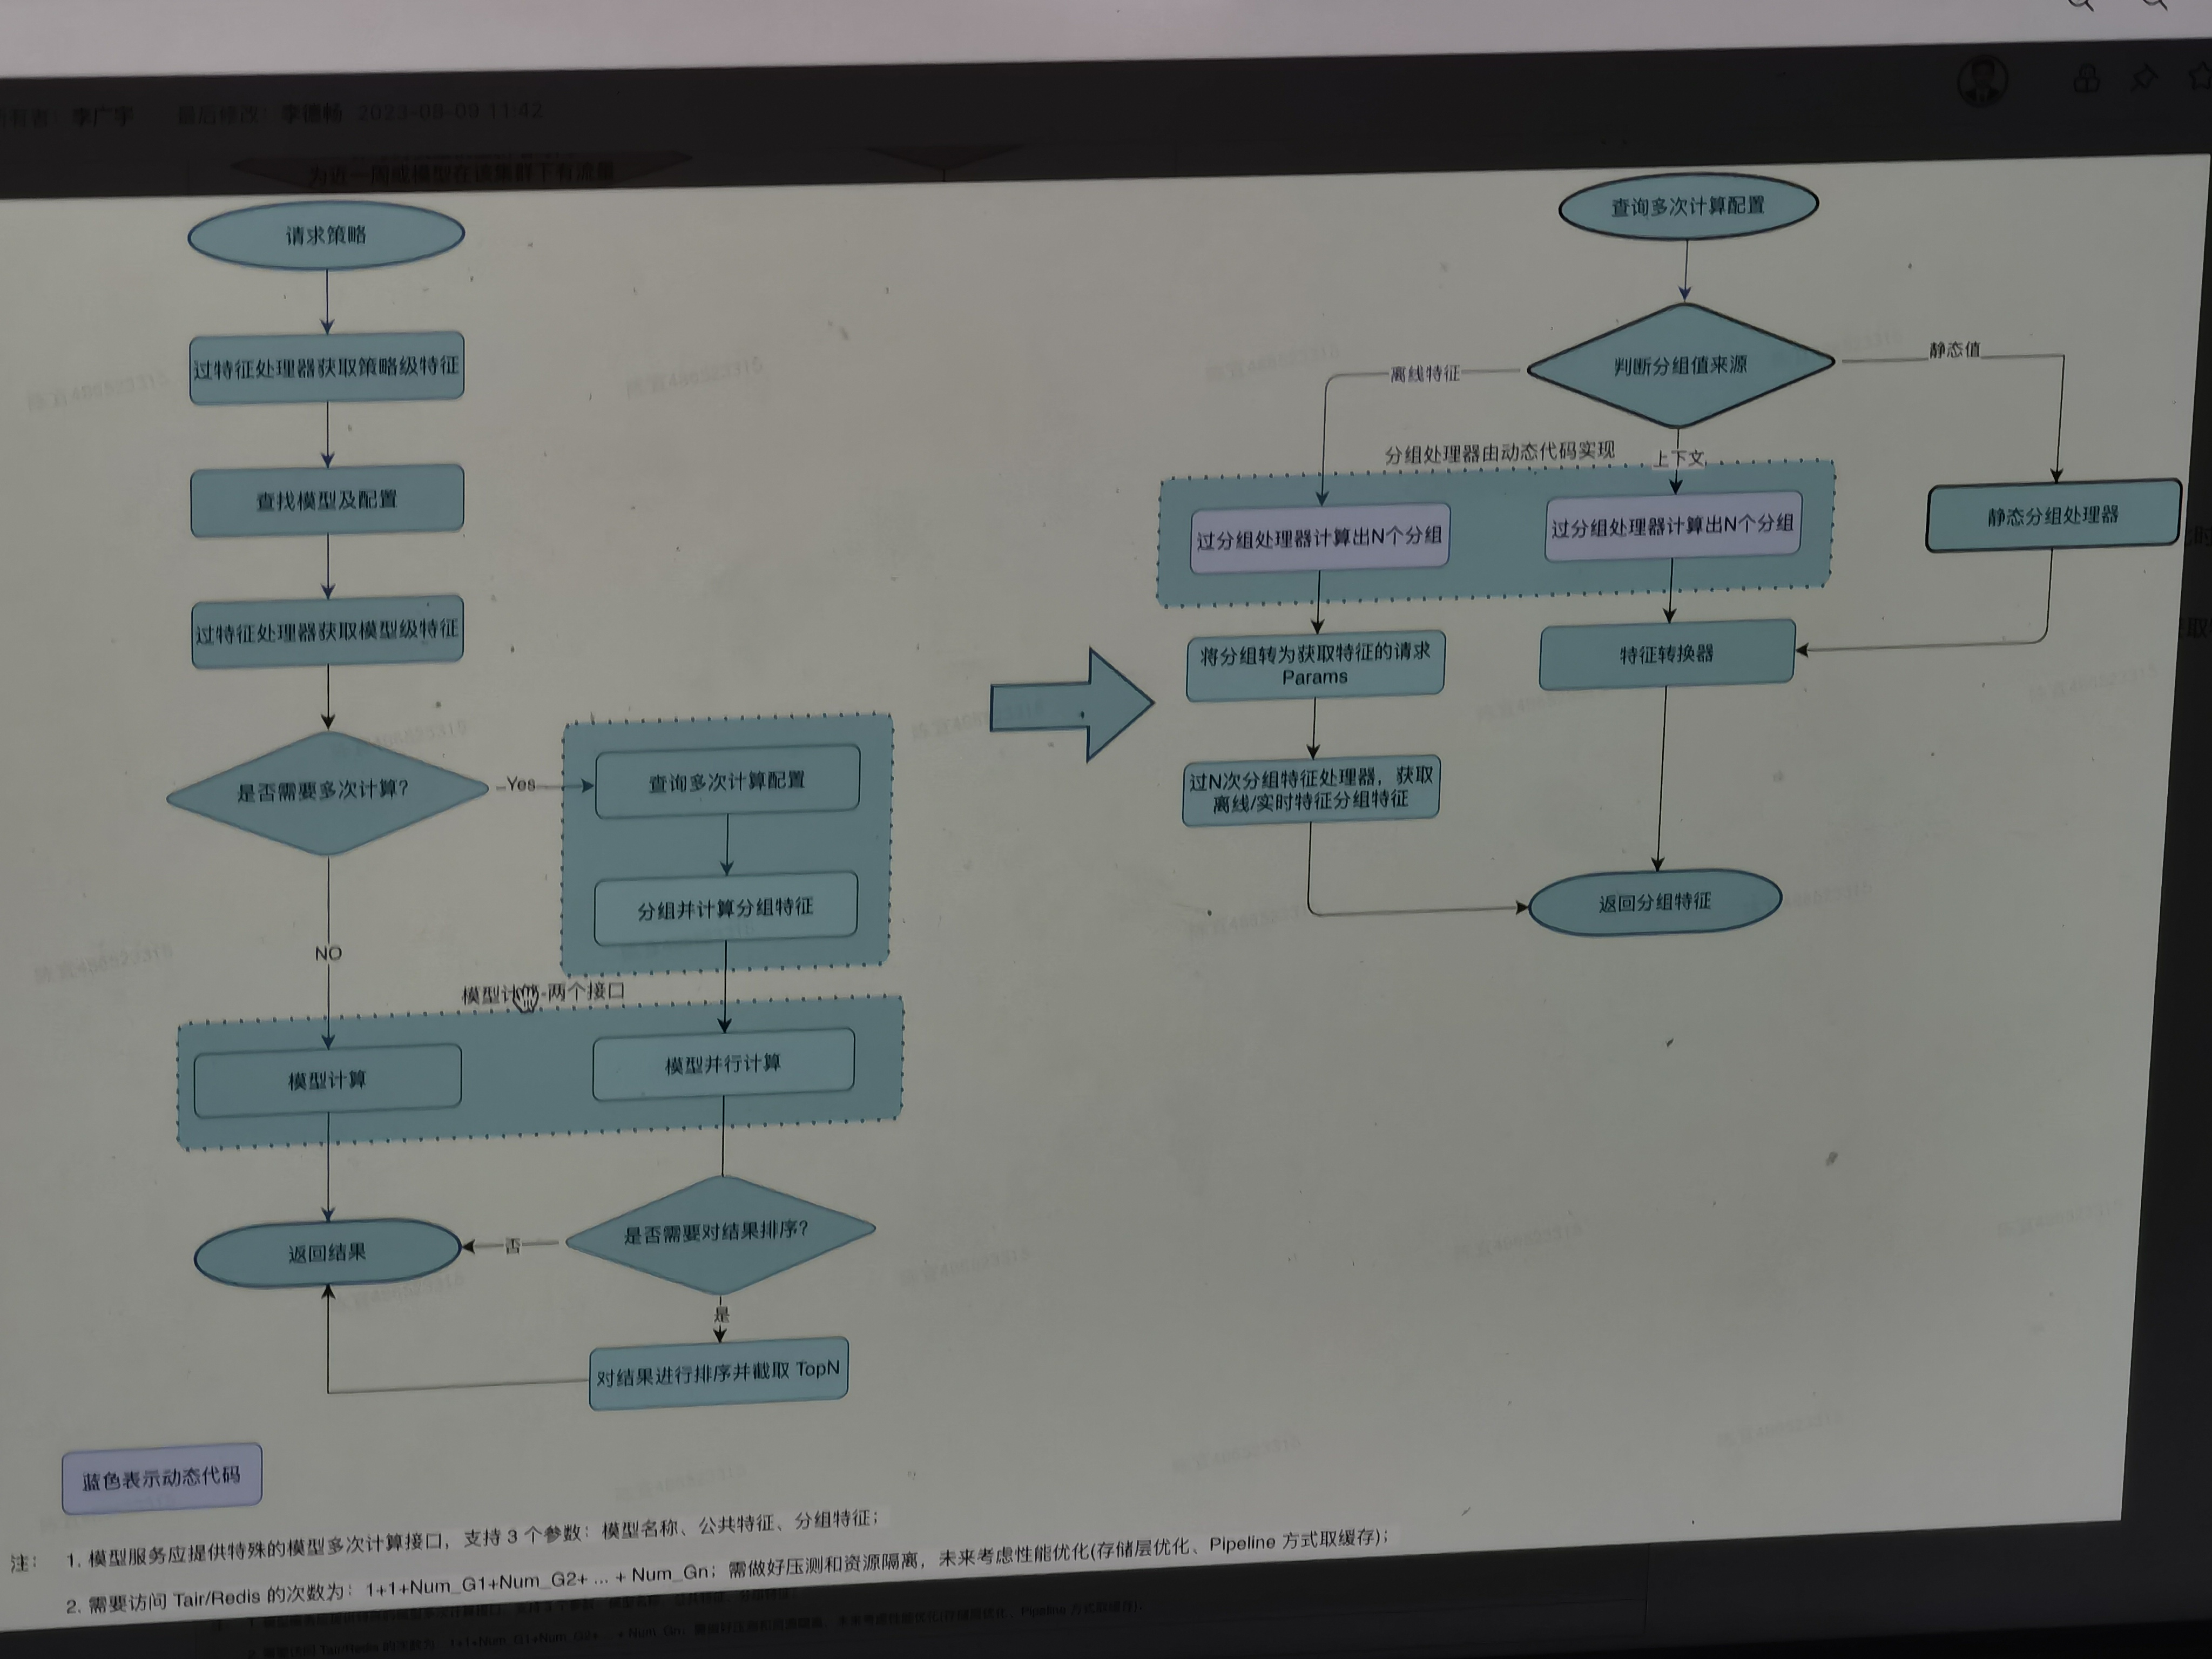 所有者: 李广宇 最后修改: 李德畅 2023-08-09 11:42
为近一周或模型在该集群下有流量
请求策略
过特征处理器获取策略级特征
查找模型及配置
过特征处理器获取模型级特征
是否需要多次计算?
Yes
查询多次计算配置
分组并计算分组特征
NO
模型计算-两个接口
模型计算
模型并行计算
是否需要对结果排序?
否
返回结果
是
对结果进行排序并截取 TopN
查询多次计算配置
判断分组值来源
离线特征
静态值
分组处理器由动态代码实现
上下文
过分组处理器计算出N个分组
过分组处理器计算出N个分组
静态分组处理器
将分组转为获取特征的请求
Params
特征转换器
过N次分组特征处理器, 获取
离线/实时特征分组特征
返回分组特征
蓝色表示动态代码
注: 1. 模型服务应提供特殊的模型多次计算接口, 支持 3 个参数: 模型名称、公共特征、分组特征;
2. 需要访问 Tair/Redis 的次数为: 1+1+Num_G1+Num_G2+ ... + Num_Gn; 需做好压测和资源隔离, 未来考虑性能优化(存储层优化、Pipeline 方式取缓存);